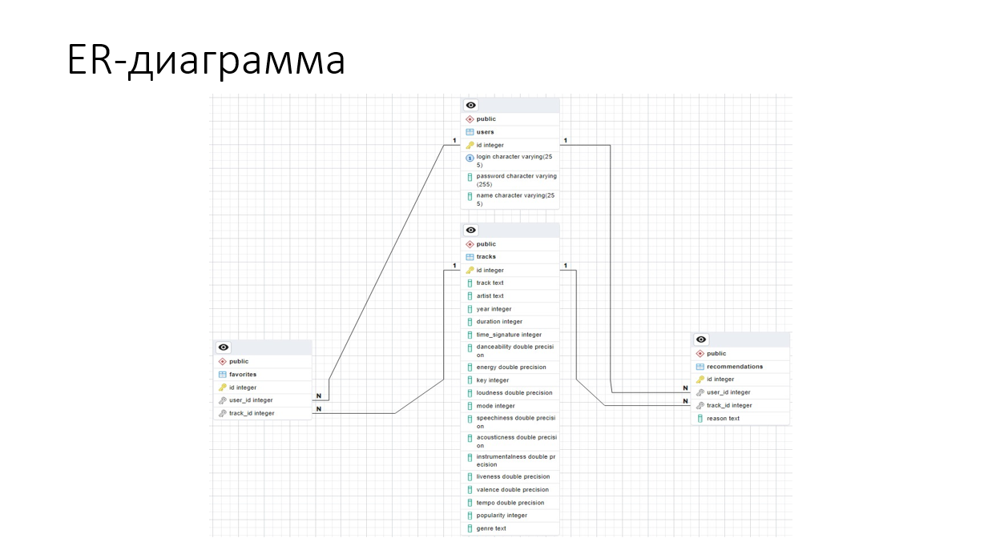 ER-диаграмма
public
users
1
1
id integer
login character varying(25
5)
password character varying
(255)
name character varying(25
5)
public
tracks
1
1
id integer
track text
artist text
year integer
duration integer
time_signature integer
danceability double precisi
on
energy double precision
key integer
loudness double precision
mode integer
speechiness double precisi
on
acousticness double precisi
on
instrumentalness double pr
ecision
liveness double precision
valence double precision
tempo double precision
popularity integer
genre text
public
favorites
id integer
user_id integer
N
track_id integer
N
public
recommendations
id integer
N
user_id integer
N
track_id integer
reason text